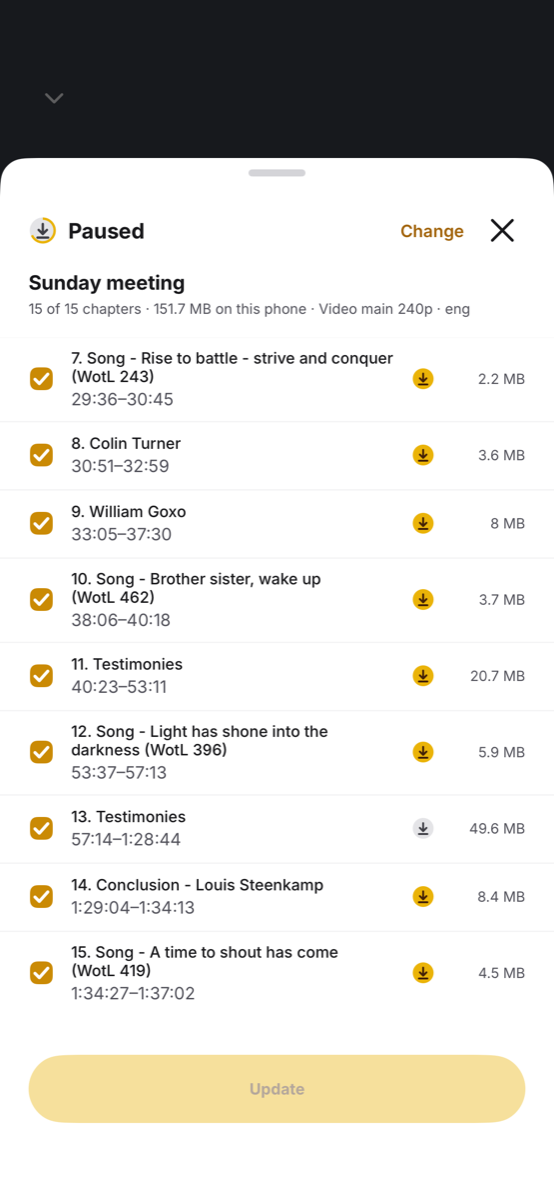 Paused
Change
Sunday meeting
15 of 15 chapters · 151.7 MB on this phone · Video main 240p · eng
7. Song - Rise to battle - strive and conquer
(WotL 243)
29:36–30:45
2.2 MB
8. Colin Turner
30:51–32:59
3.6 MB
9. William Goxo
33:05–37:30
8 MB
10. Song - Brother sister, wake up
(WotL 462)
38:06–40:18
3.7 MB
11. Testimonies
40:23–53:11
20.7 MB
12. Song - Light has shone into the
darkness (WotL 396)
53:37–57:13
5.9 MB
13. Testimonies
57:14–1:28:44
49.6 MB
14. Conclusion - Louis Steenkamp
1:29:04–1:34:13
8.4 MB
15. Song - A time to shout has come
(WotL 419)
1:34:27–1:37:02
4.5 MB
Update